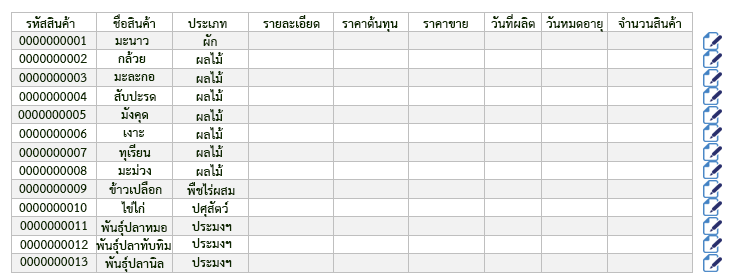 รหัสสินค้า ชื่อสินค้า ประเภท รายละเอียด ราคาต้นทุน ราคาขาย วันที่ผลิต วันหมดอายุ จำนวนสินค้า
0000000001 มะนาว ผัก
0000000002 กล้วย ผลไม้
0000000003 มะละกอ ผลไม้
0000000004 สับปะรด ผลไม้
0000000005 มังคุด ผลไม้
0000000006 เงาะ ผลไม้
0000000007 ทุเรียน ผลไม้
0000000008 มะม่วง ผลไม้
0000000009 ข้าวเปลือก พืชไร่ผสม
0000000010 ไข่ไก่ ปศุสัตว์
0000000011 พันธุ์ปลาหมอ ประมงฯ
0000000012 พันธุ์ปลาทับทิม ประมงฯ
0000000013 พันธุ์ปลานิล ประมงฯ